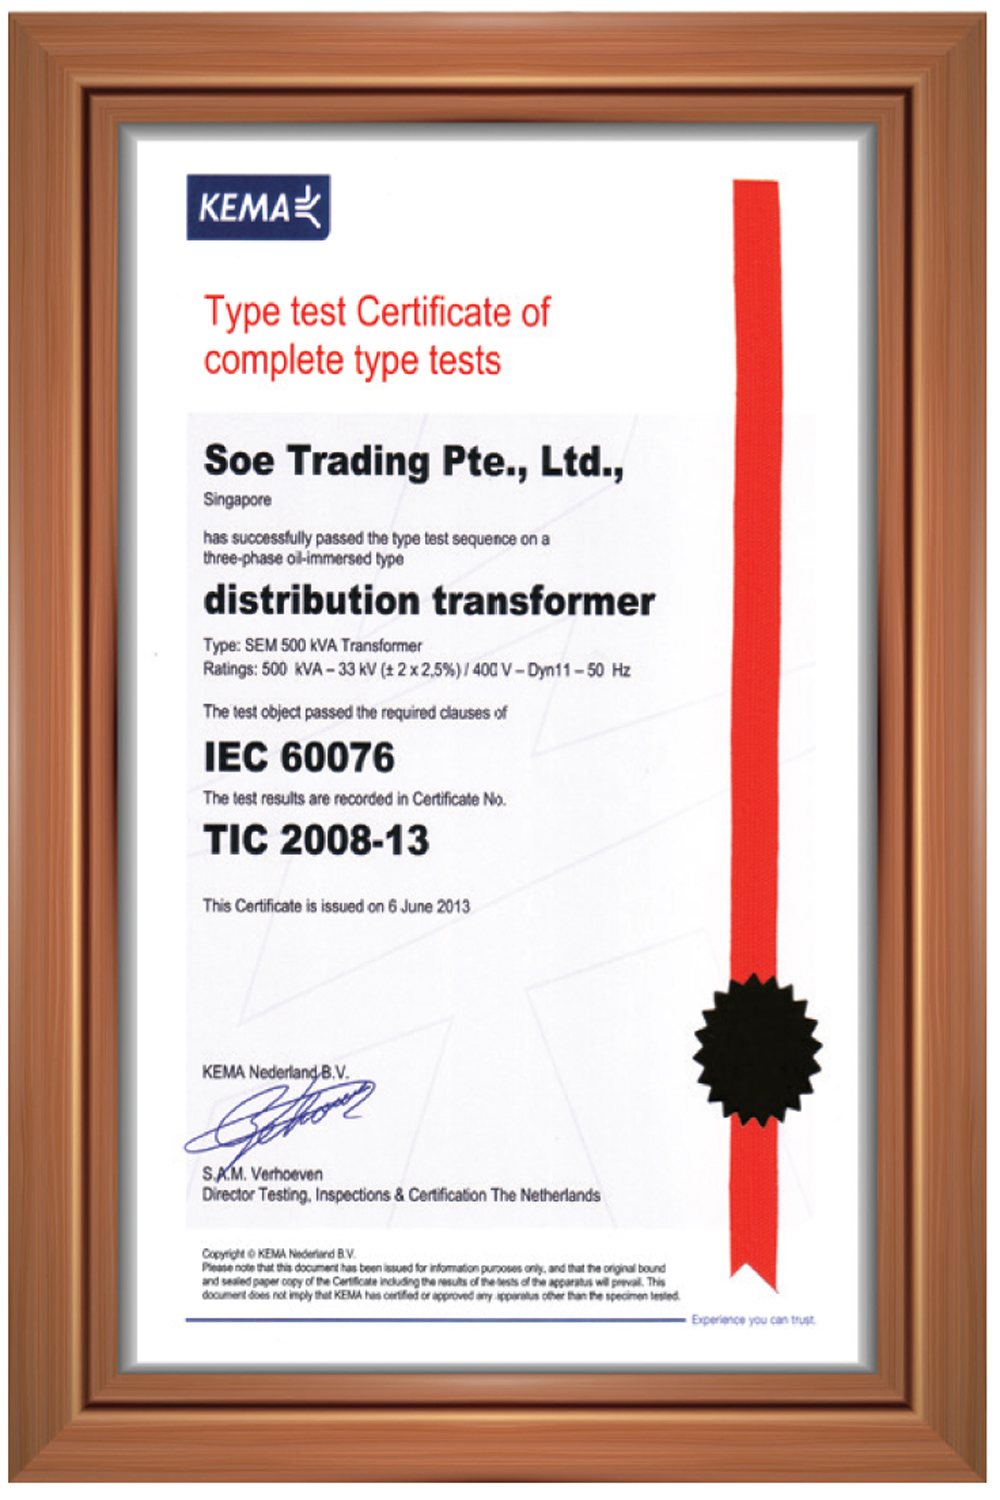 KEMA
Type test Certificate of
complete type tests
Soe Trading Pte., Ltd.,
Singapore
has successfully passed the type test sequence on a
three-phase oil-immersed type
distribution transformer
Type: SEM 500 kVA Transformer
Ratings: 500 kVA – 33 kV (± 2 x 2,5%) / 400 V – Dyn11 – 50 Hz
The test object passed the required clauses of
IEC 60076
The test results are recorded in Certificate No.
TIC 2008-13
This Certificate is issued on 6 June 2013
KEMA Nederland B.V.
S.A.M. Verhoeven
Director Testing, Inspections & Certification The Netherlands
Copyright © KEMA Nederland B.V.
Please note that this document has been issued for information purposes only, and that the original bound
and sealed paper copy of the Certificate including the results of the tests of the apparatus will prevail. This
document does not imply that KEMA has certified or approved any apparatus other than the specimen tested.
Experience you can trust.